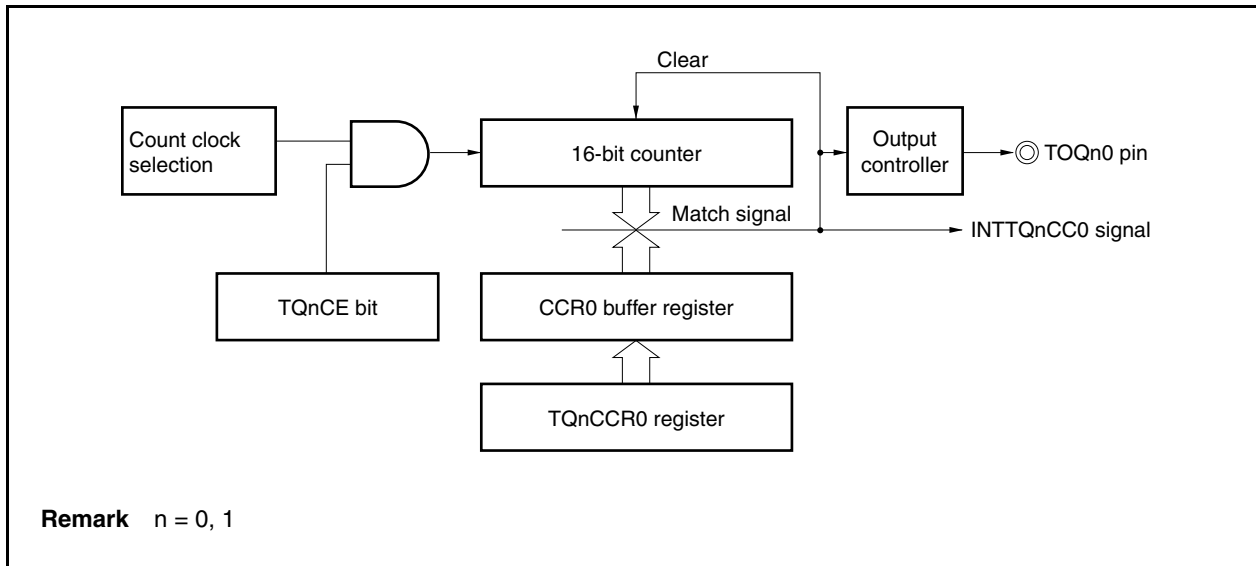 Clear
Count clock
selection
16-bit counter
Output
controller
TOQn0 pin
Match signal
INTTQnCC0 signal
TQnCE bit
CCR0 buffer register
TQnCCR0 register
Remark n = 0, 1